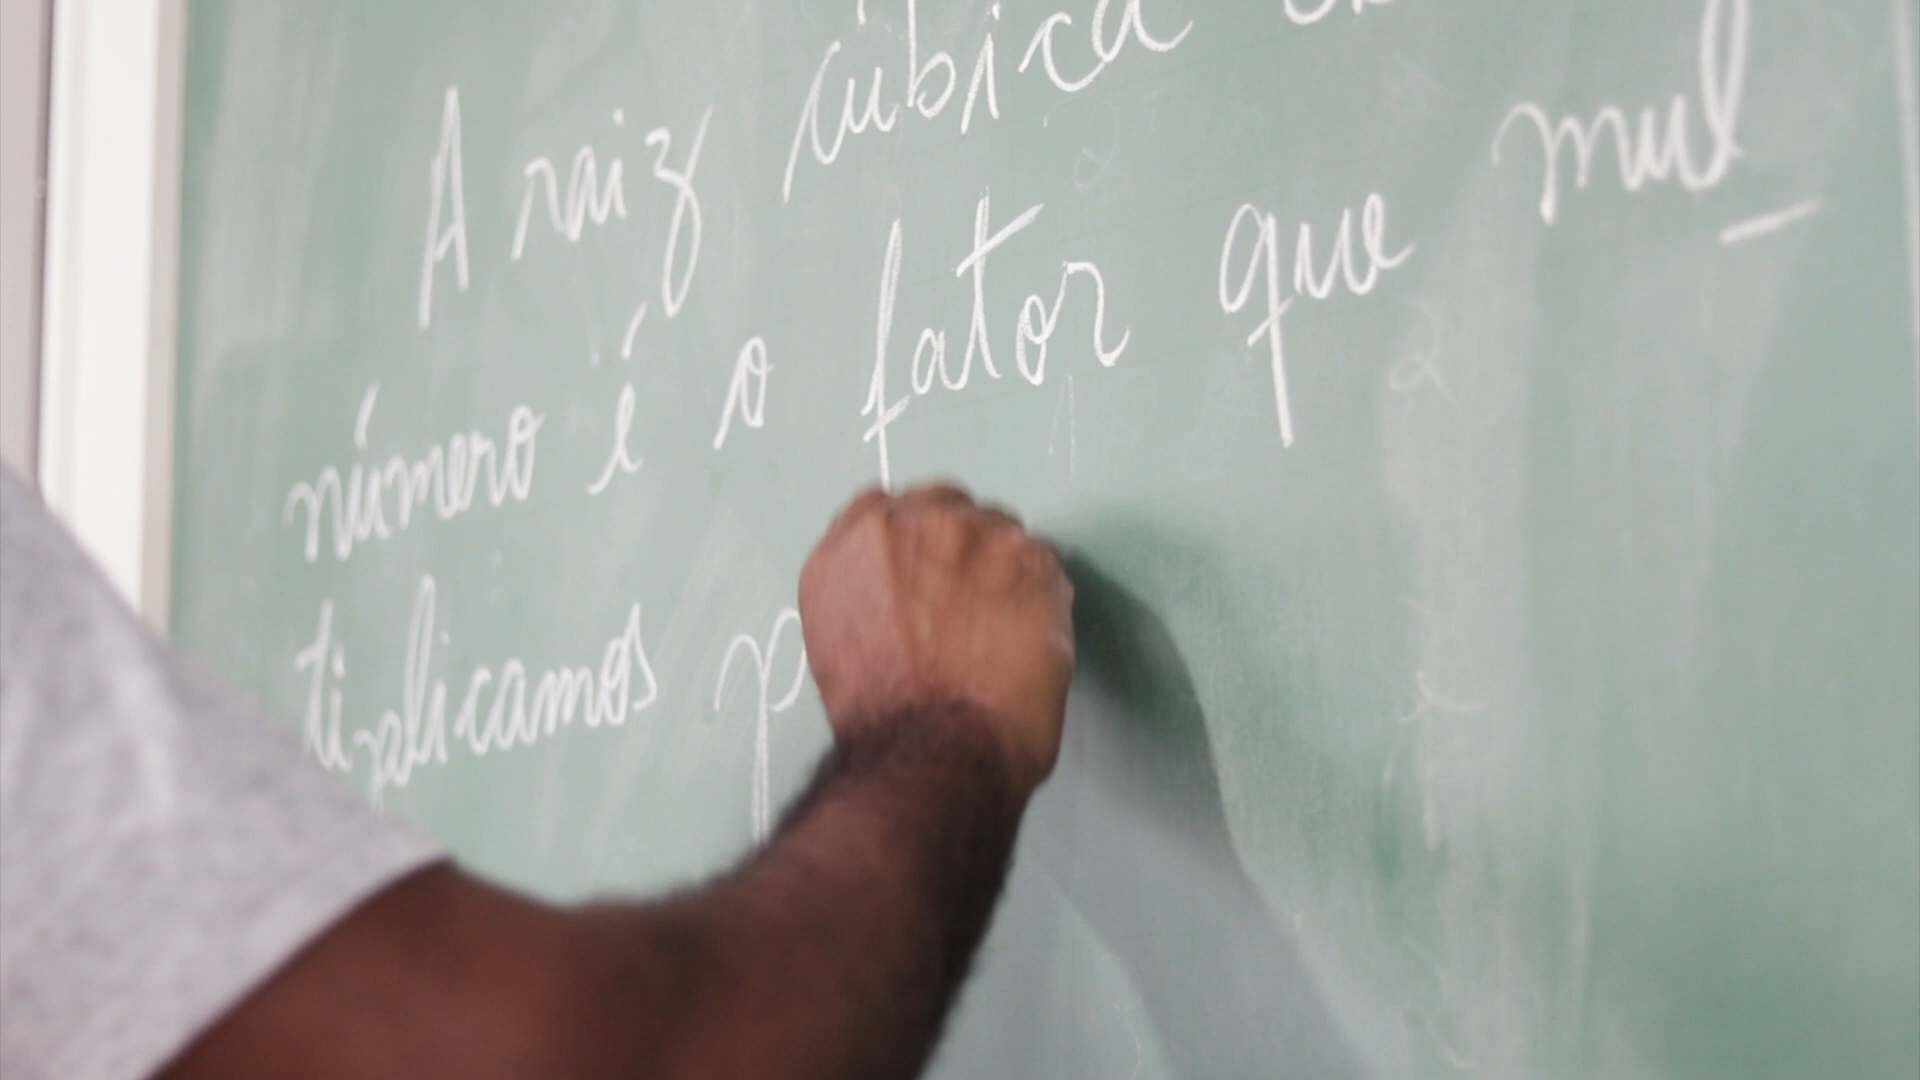 A raiz cúbica
número é o fator que mul-
tiplicamos p